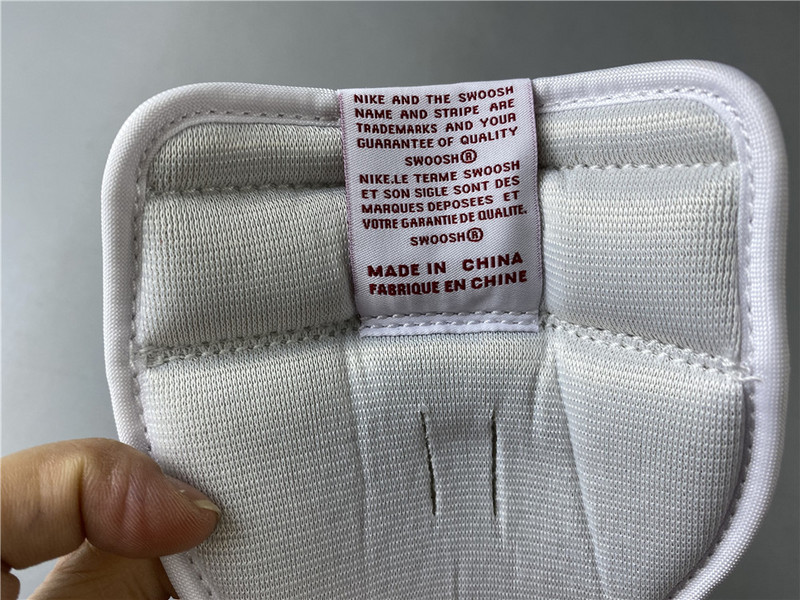 NIKE AND THE SWOOSH
NAME AND STRIPE ARE
TRADEMARKS AND YOUR
GUARANTEE OF QUALITY
SWOOSH®
NIKE.LE TERME SWOOSH
ET SON SIGLE SONT DES
MARQUES DEPOSEES ET
VOTRE GARANTIE DE QUALITE.
SWOOSH®
MADE IN CHINA
FABRIQUE EN CHINE